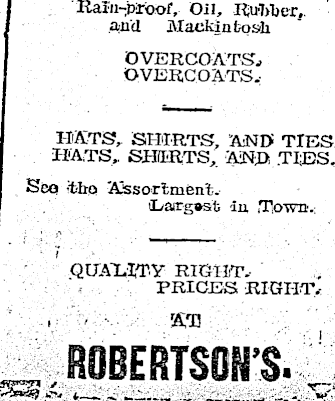 Rain-proof, Oil, Rubber,
and Mackintosh
OVERCOATS,
OVERCOATS.
HATS, SHIRTS, AND TIES
HATS, SHIRTS, AND TIES.
See the Assortment.
Largest in Town.
QUALITY RIGHT.
PRICES RIGHT.
AT
ROBERTSON'S.